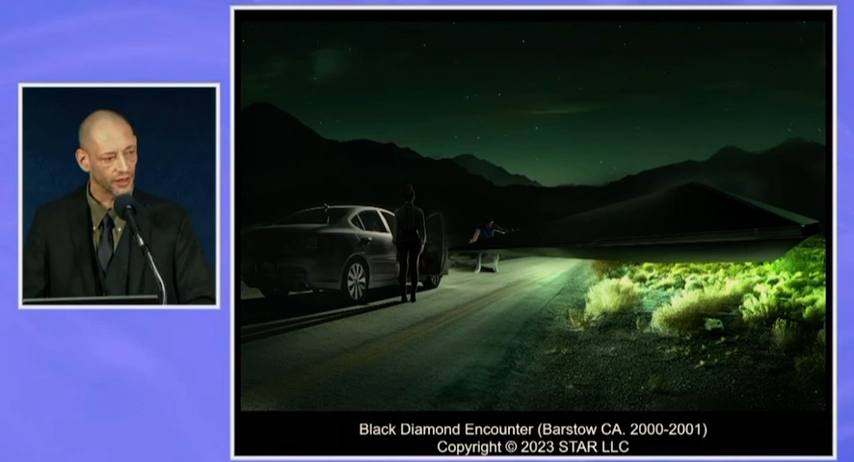 Black Diamond Encounter (Barstow CA. 2000-2001)
Copyright © 2023 STAR LLC